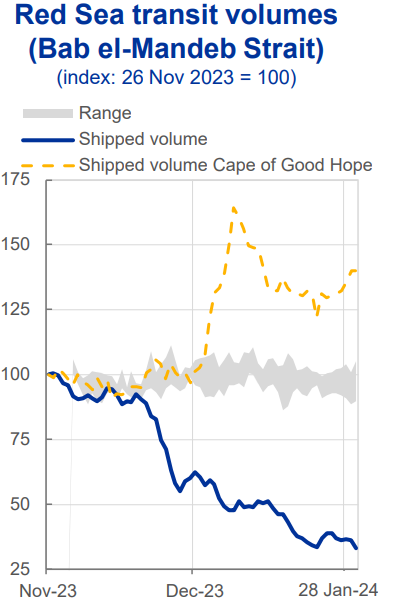 Red Sea transit volumes
(Bab el-Mandeb Strait)
(index: 26 Nov 2023 = 100)
Range
Shipped volume
Shipped volume Cape of Good Hope
175
150
125
100
75
50
25
Nov-23 Dec-23 28 Jan-24